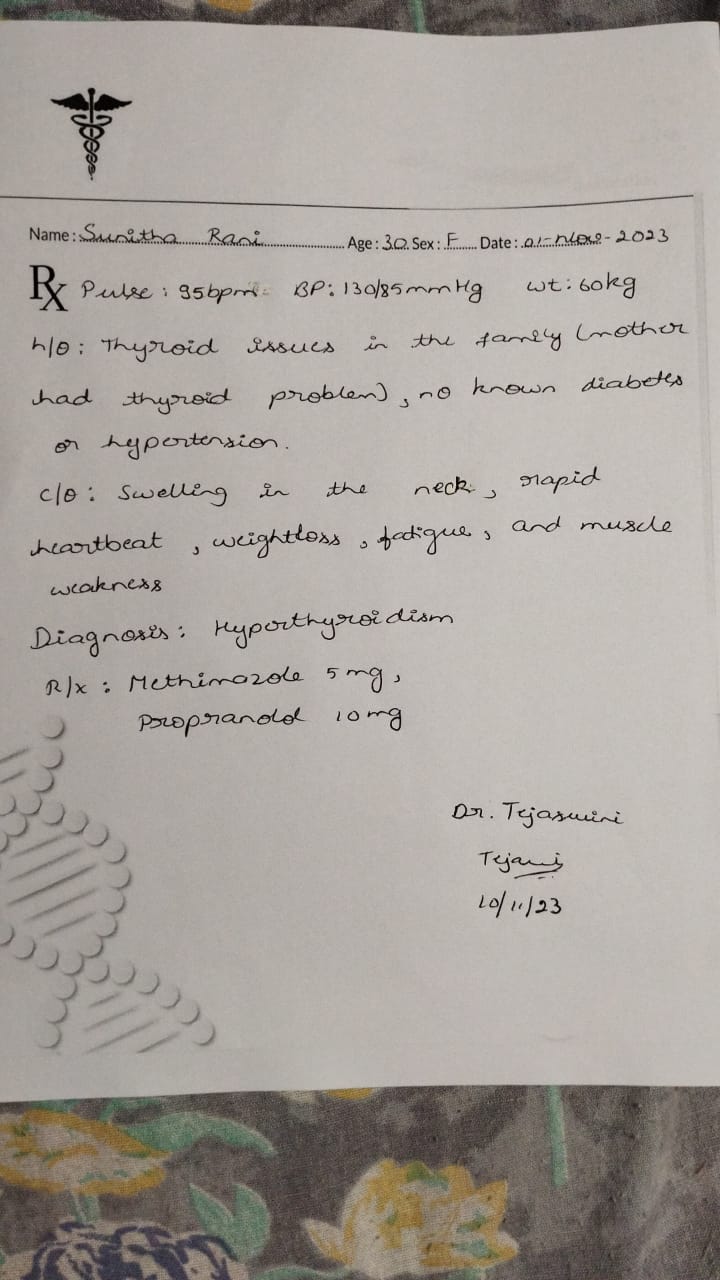 Name: Sunitha Rani Age: 30 Sex: F Date: 01-Nov-2023
Rx Pulse: 95bpm BP: 130/85mmHg wt: 60kg
h/o: Thyroid issues in the family (mother
had thyroid problem), no known diabetes
or hypertension.
c/o: Swelling in the neck, rapid
heartbeat, weightloss, fatigue, and muscle
weakness
Diagnosis: Hyperthyroidism
R/x: Methimazole 5mg,
Propranolol 10mg
Dr. Tejaswini
10/11/23